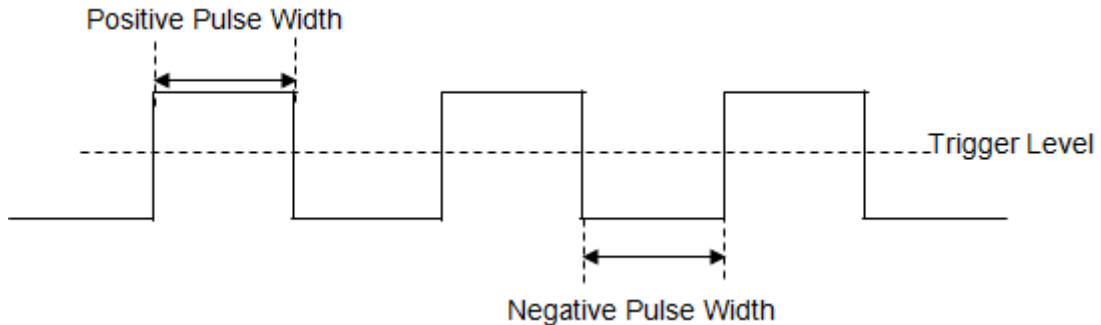 Positive Pulse Width
Trigger Level
Negative Pulse Width